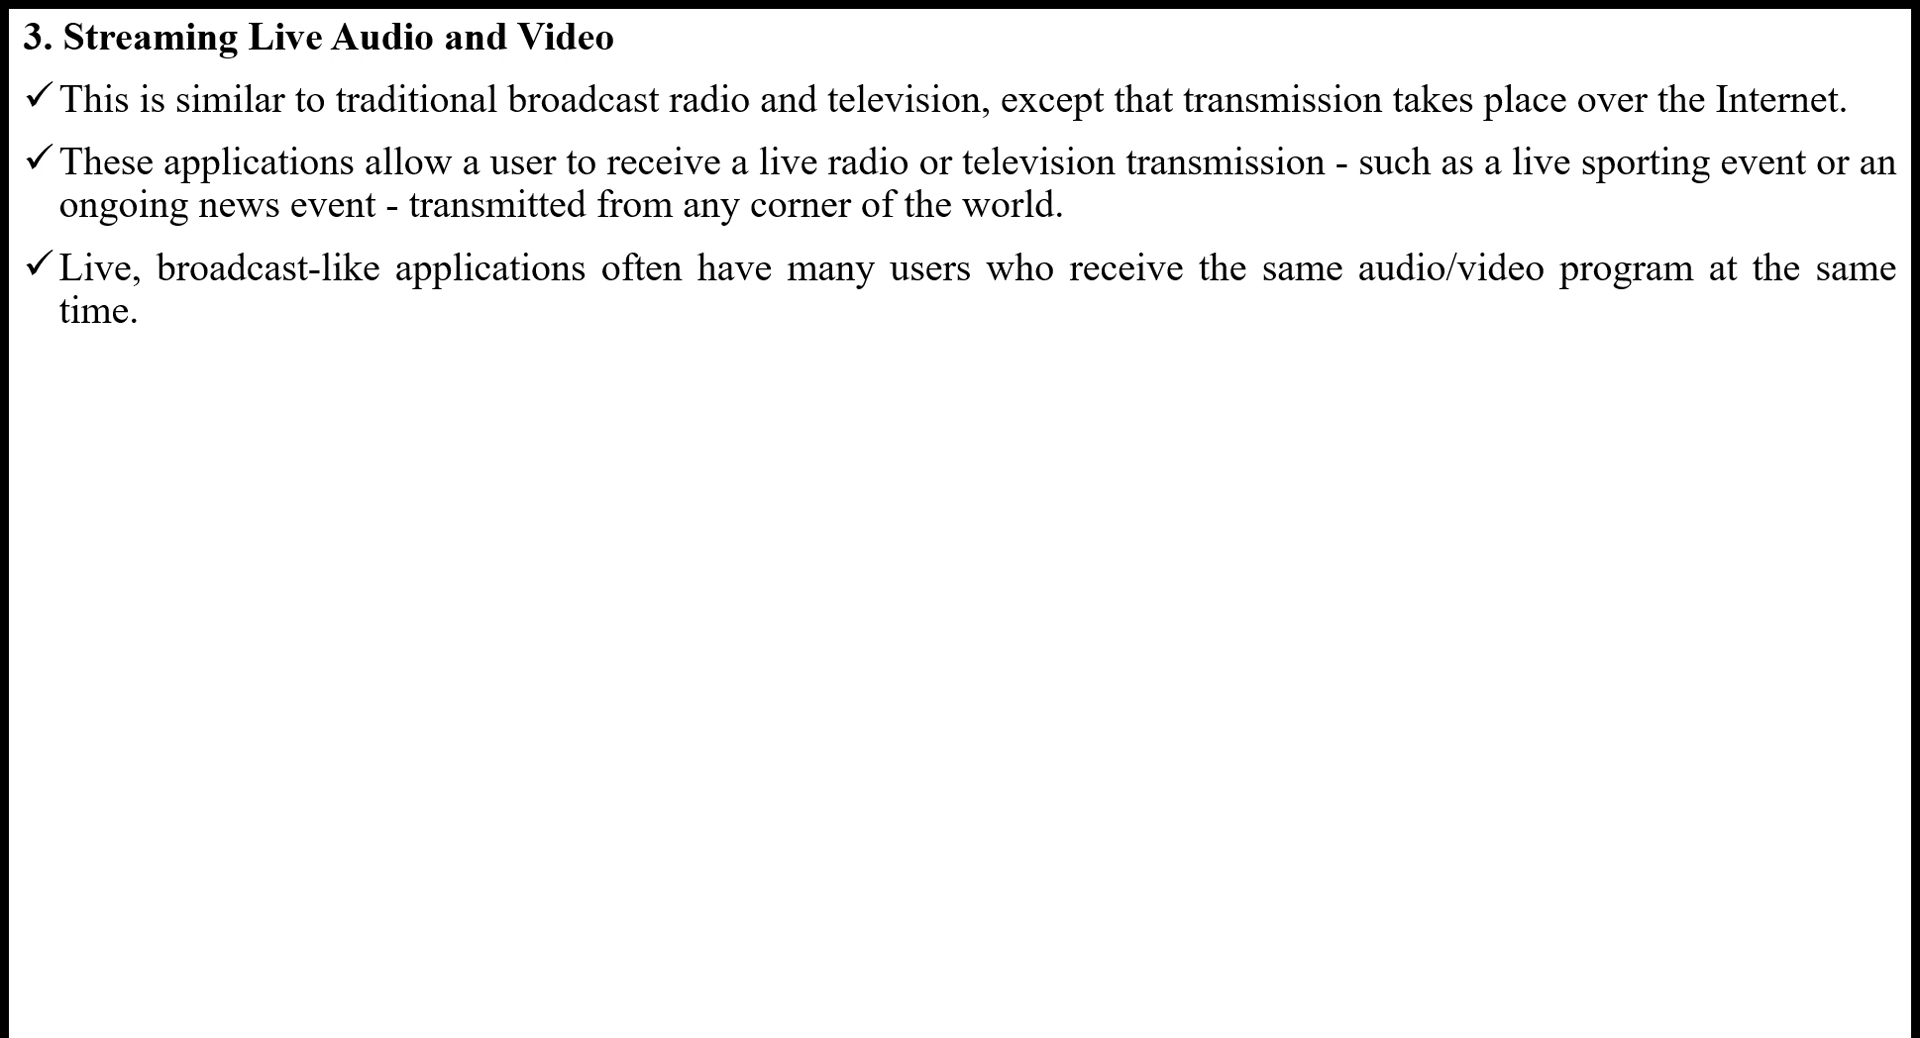 3. Streaming Live Audio and Video
✓ This is similar to traditional broadcast radio and television, except that transmission takes place over the Internet.
✓ These applications allow a user to receive a live radio or television transmission - such as a live sporting event or an
ongoing news event - transmitted from any corner of the world.
✓ Live, broadcast-like applications often have many users who receive the same audio/video program at the same
time.